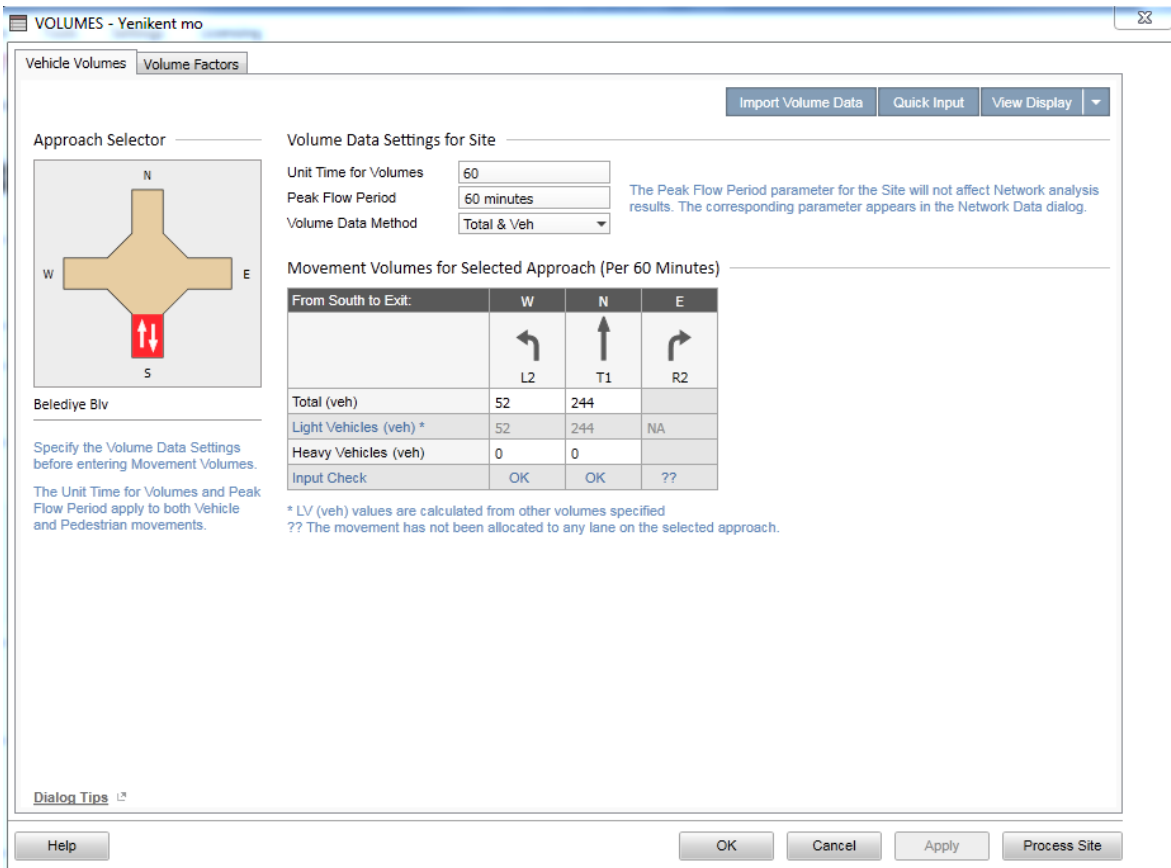 VOLUMES - Yenikent mo
Vehicle Volumes Volume Factors
Import Volume Data Quick Input View Display
Approach Selector
N
W E
S
Belediye Blv
Specify the Volume Data Settings
before entering Movement Volumes.
The Unit Time for Volumes and Peak
Flow Period apply to both Vehicle
and Pedestrian movements.
Volume Data Settings for Site
Unit Time for Volumes 60
Peak Flow Period 60 minutes
Volume Data Method Total & Veh
The Peak Flow Period parameter for the Site will not affect Network analysis
results. The corresponding parameter appears in the Network Data dialog.
Movement Volumes for Selected Approach (Per 60 Minutes)
From South to Exit: W N E
L2 T1 R2
Total (veh) 52 244
Light Vehicles (veh) * 52 244 NA
Heavy Vehicles (veh) 0 0
Input Check OK OK ??
* LV (veh) values are calculated from other volumes specified
?? The movement has not been allocated to any lane on the selected approach.
Dialog Tips
Help OK Cancel Apply Process Site